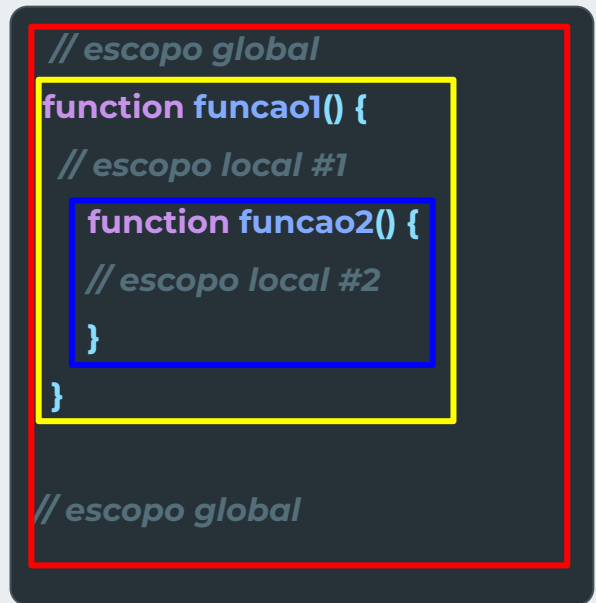 // escopo global
function funcao1() {
// escopo local #1
function funcao2() {
// escopo local #2
}
}
// escopo global